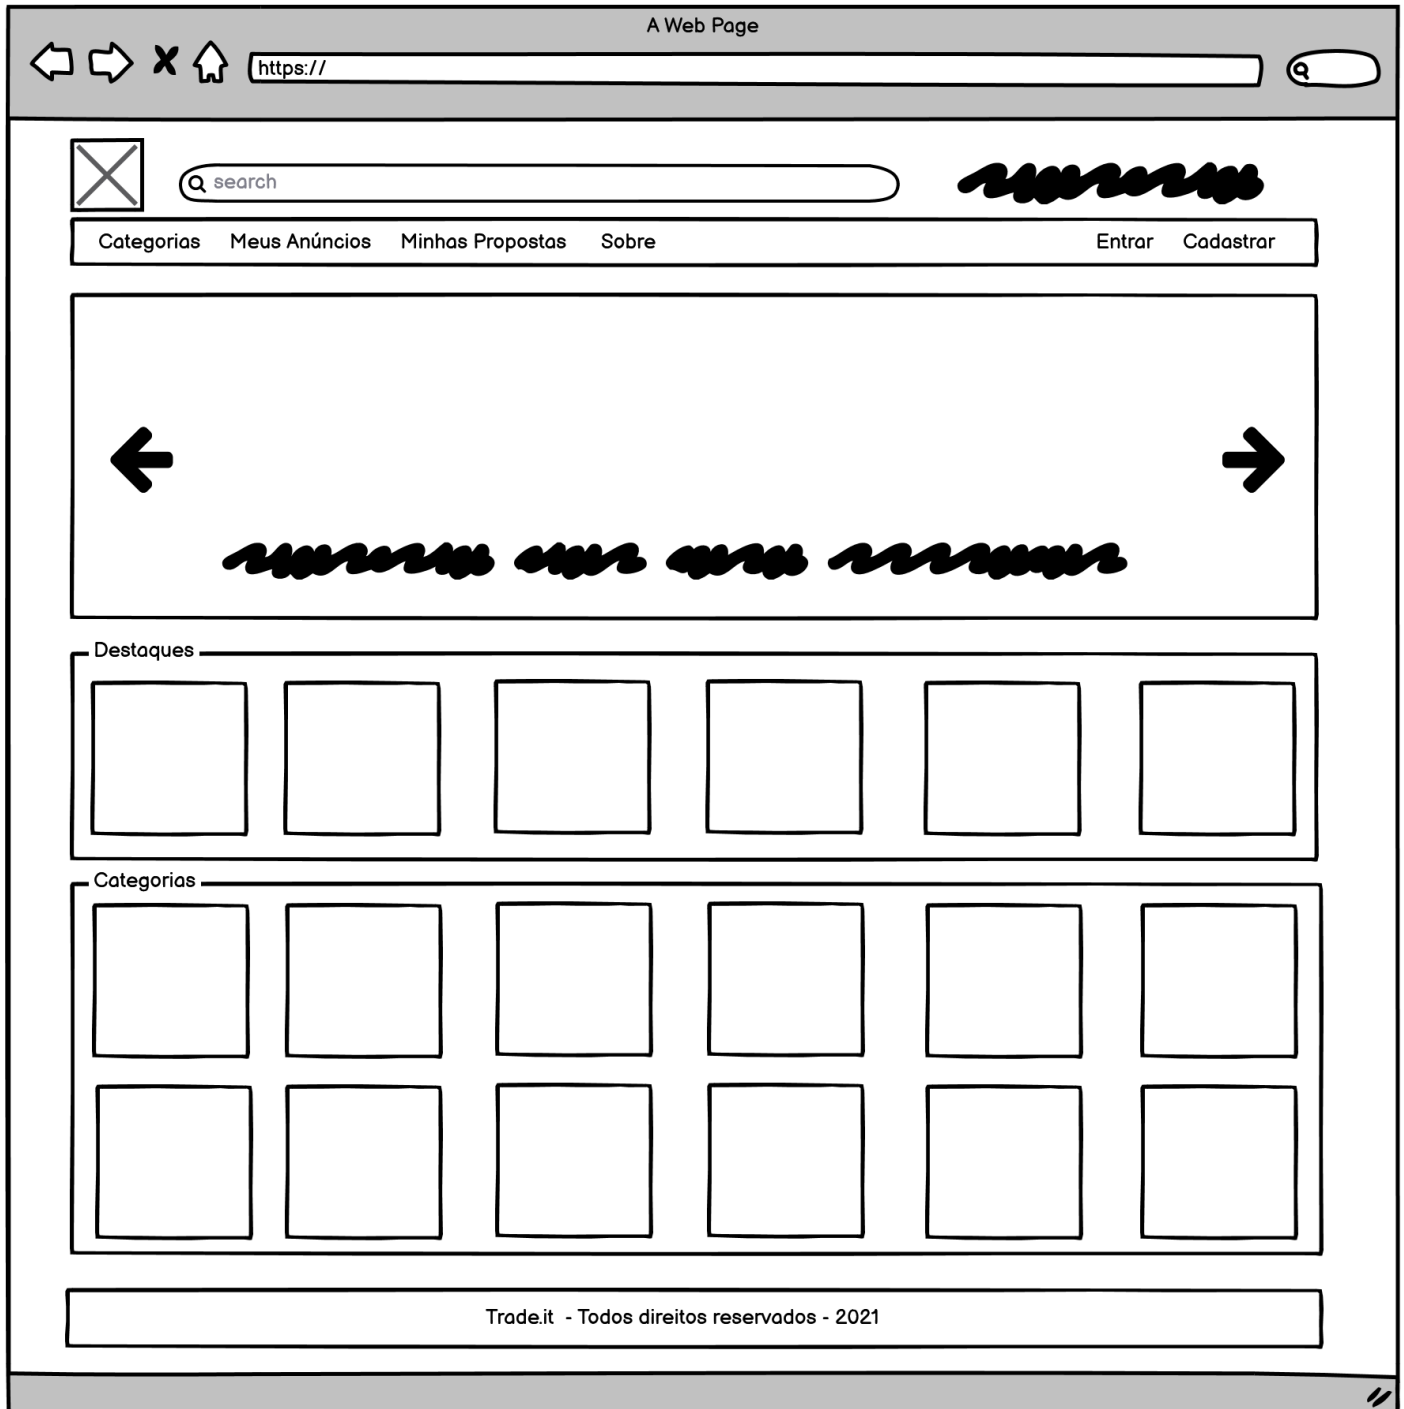 A Web Page
https://
search
Categorias Meus Anúncios Minhas Propostas Sobre Entrar Cadastrar
Destaques
Categorias
Trade.it - Todos direitos reservados - 2021